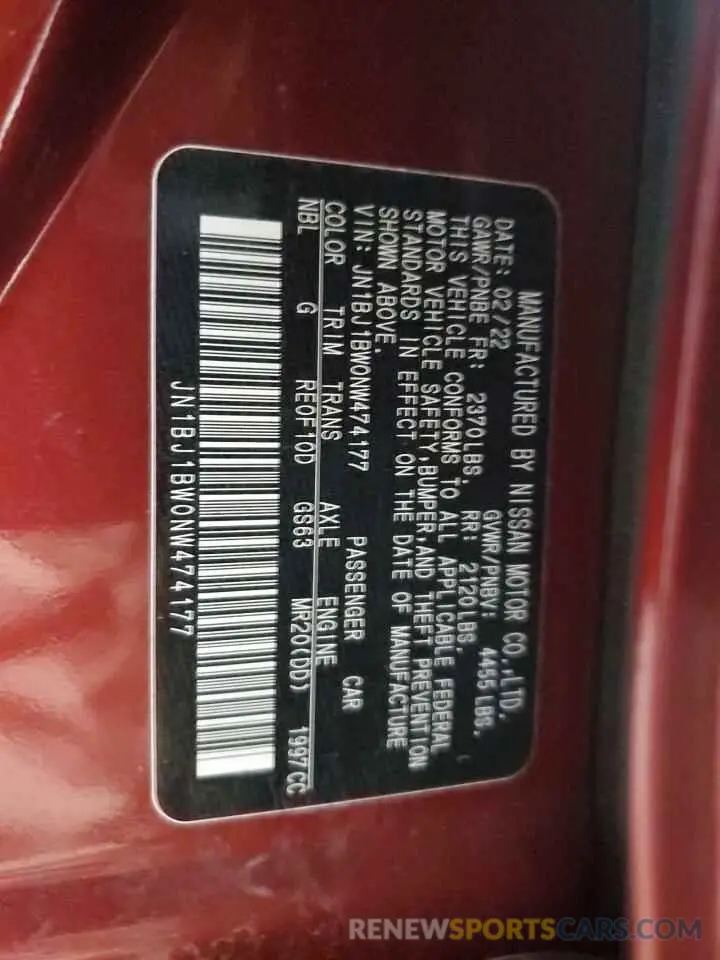 MANUFACTURED BY NISSAN MOTOR CO.,LTD.
DATE: 02/22 GVWR/PNBV: 4455 LBS.
GAWR/PNBE FR: 2370LBS. RR: 2120LBS.
THIS VEHICLE CONFORMS TO ALL APPLICABLE FEDERAL
MOTOR VEHICLE SAFETY,BUMPER,AND THEFT PREVENTION
STANDARDS IN EFFECT ON THE DATE OF MANUFACTURE
SHOWN ABOVE.
VIN: JN1BJ1BW0NW474177 PASSENGER CAR
COLOR TRIM TRANS AXLE ENGINE
NBL G RE0F10D GS63 MR20(DD) 1997CC
JN1BJ1BW0NW474177
RENEWSPORTSCARS.COM